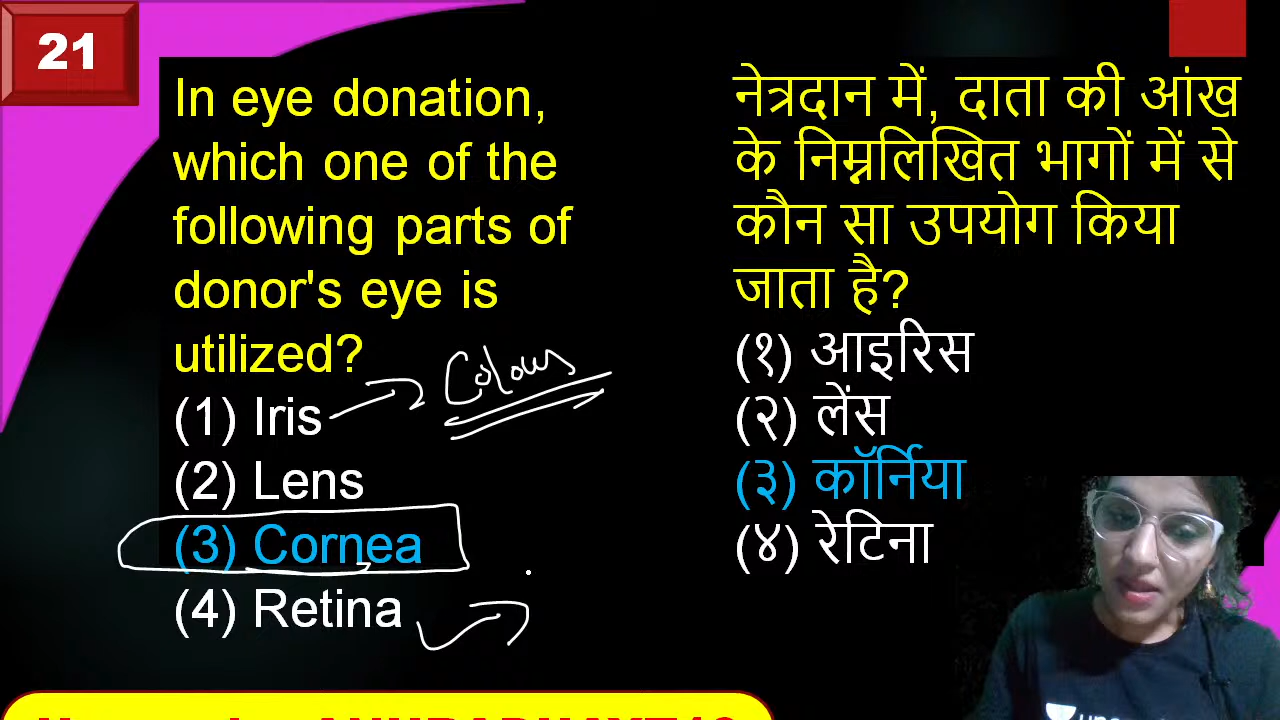 21
In eye donation,
which one of the
following parts of
donor's eye is
utilized?
(1) Iris
Colour
(2) Lens
(3) Cornea
(4) Retina
नेत्रदान में, दाता की आंख
के निम्नलिखित भागों में से
कौन सा उपयोग किया
जाता है?
(१) आइरिस
(२) लेंस
(३) कॉर्निया
(४) रेटिना